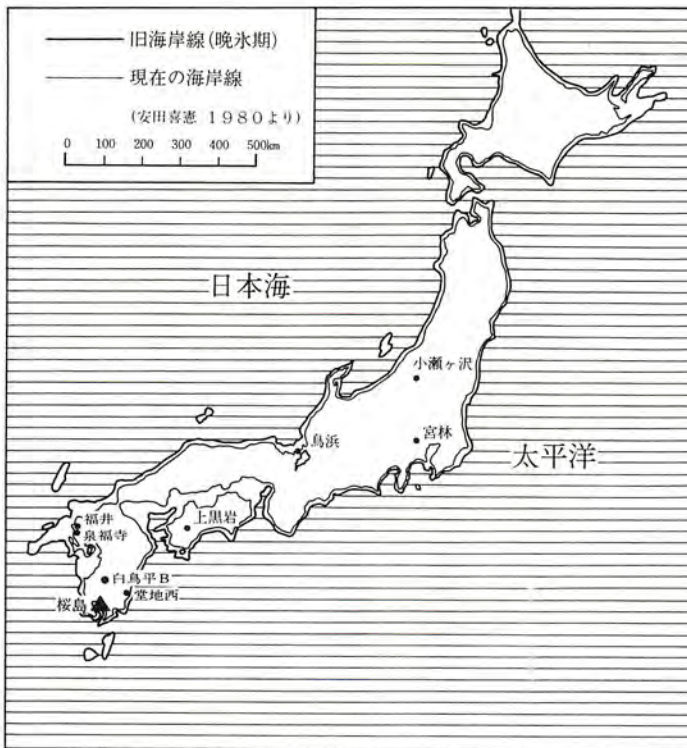 旧海岸線(晩氷期)
現在の海岸線
(安田喜憲 1980より)
0 100 200 300 400 500km
日本海
小瀬ヶ沢
宮林
鳥浜
太平洋
上黒岩
福井
泉福寺
白鳥平B
堂地西
桜島